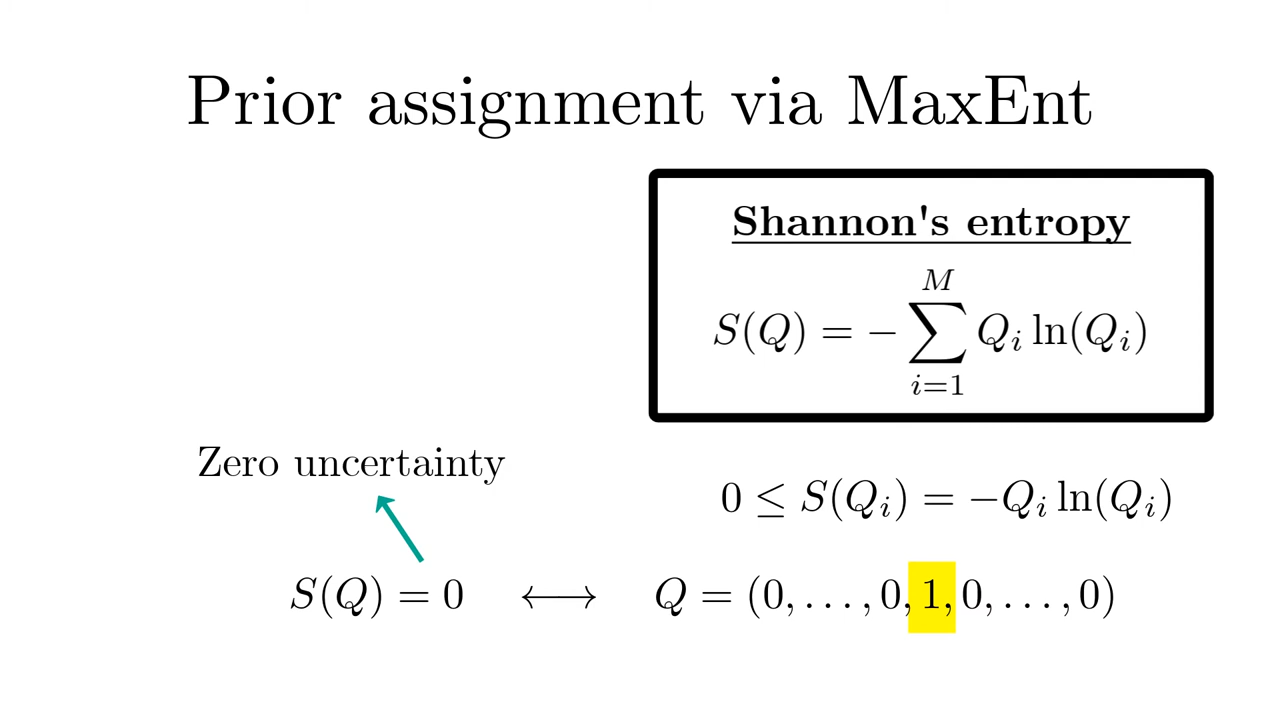 Prior assignment via MaxEnt
Shannon's entropy
S(Q) = − ∑_{i=1}^{M} Q_i ln(Q_i)
Zero uncertainty
0 ≤ S(Q_i) = −Q_i ln(Q_i)
S(Q) = 0 ⟷ Q = (0, . . . , 0, 1, 0, . . . , 0)